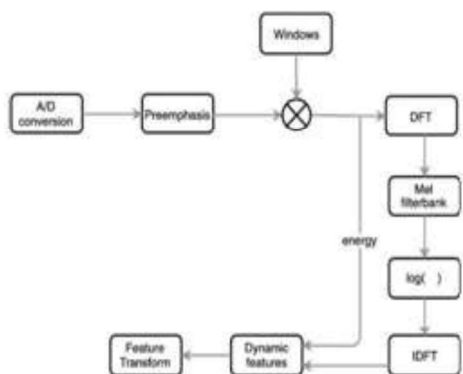 Windows
A/D
conversion
Preemphasis
DFT
Mel
filterbank
energy
log( )
Feature
Transform
Dynamic
features
IDFT